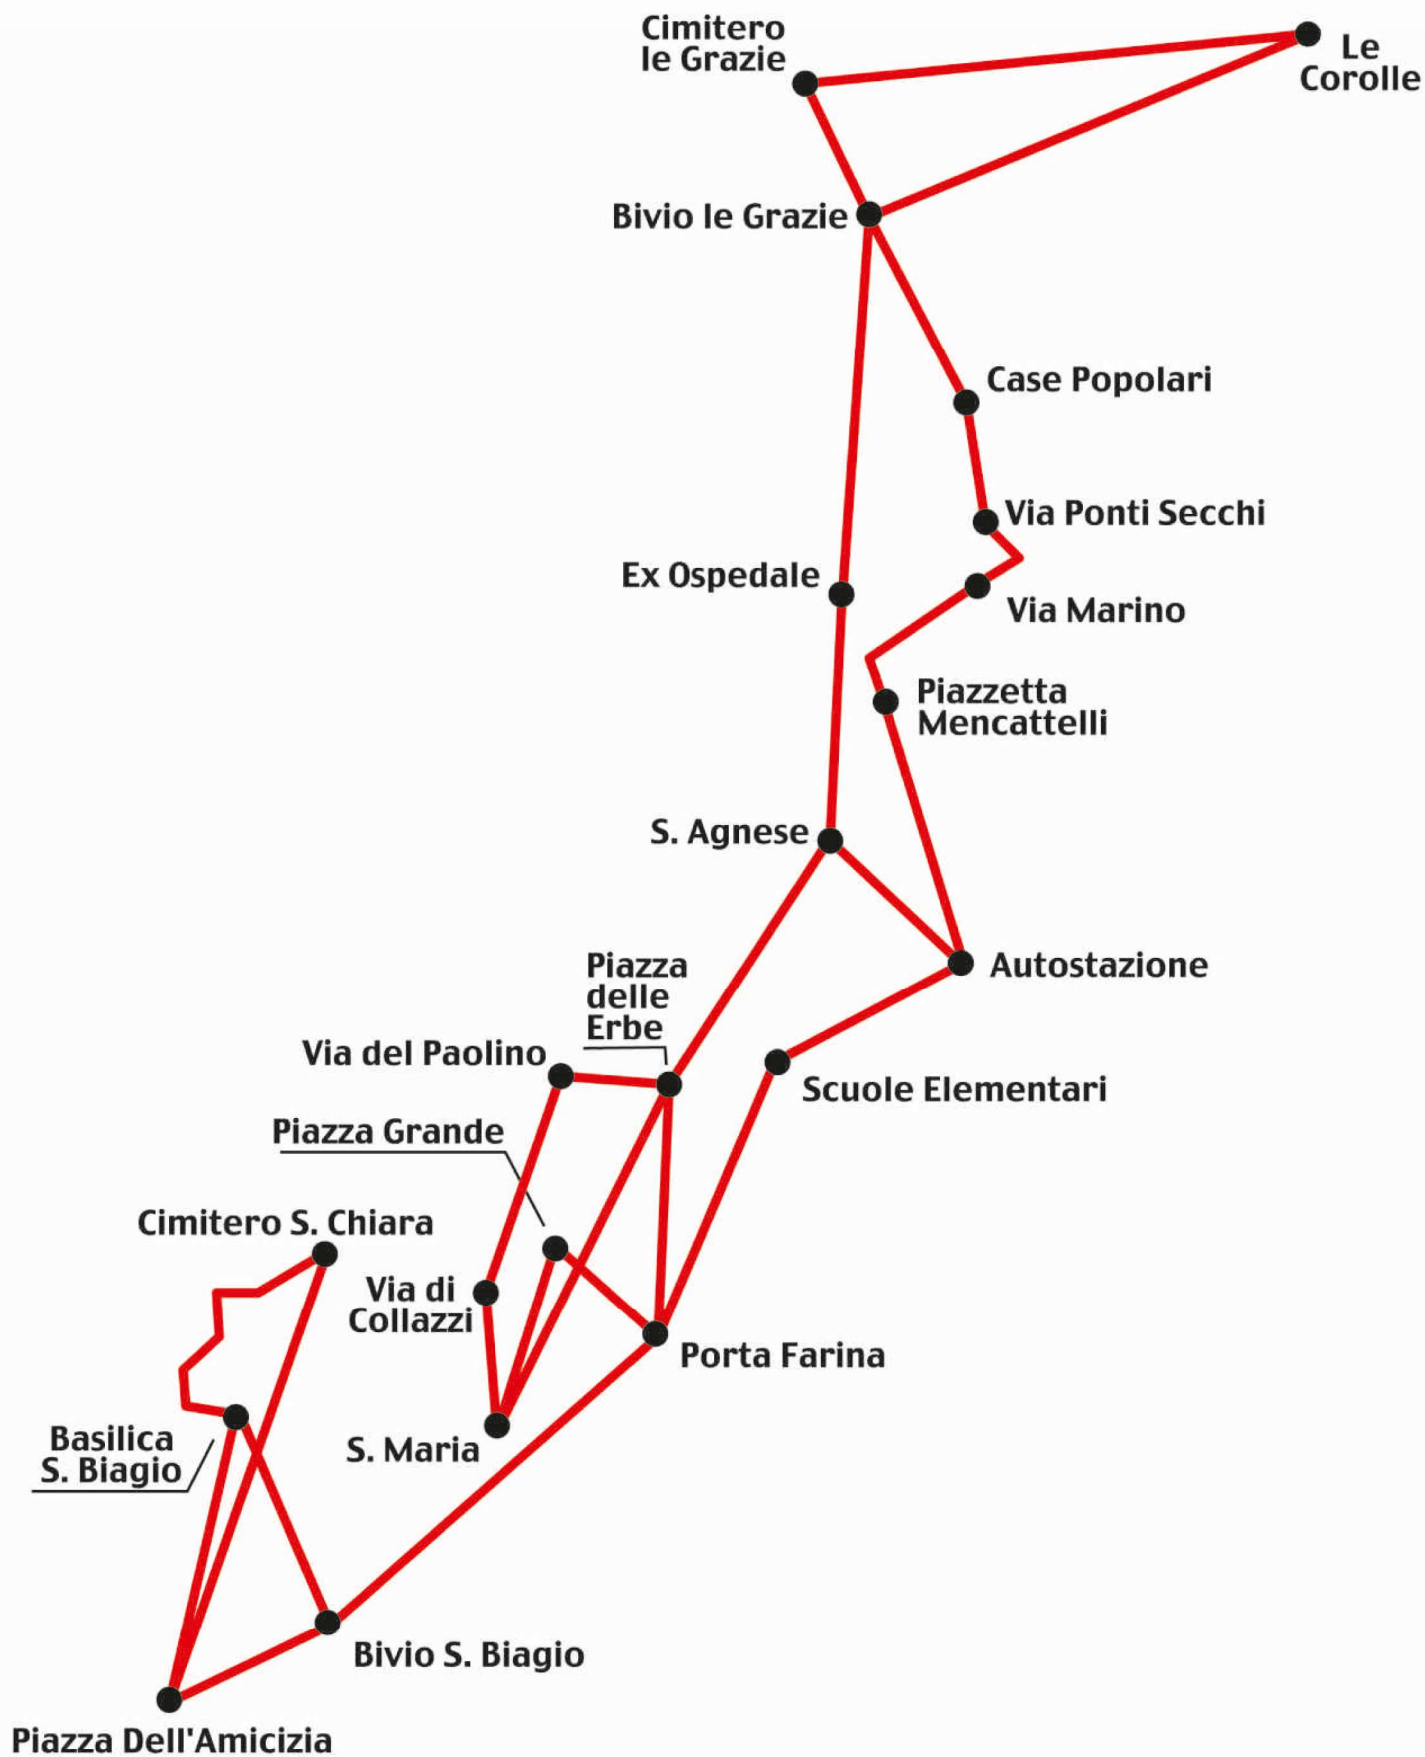 Cimitero
le Grazie
Le
Corolle
Bivio le Grazie
Case Popolari
Via Ponti Secchi
Ex Ospedale
Via Marino
Piazzetta
Mencattelli
S. Agnese
Autostazione
Piazza
delle
Erbe
Via del Paolino
Scuole Elementari
Piazza Grande
Cimitero S. Chiara
Via di
Collazzi
Porta Farina
Basilica
S. Biagio
S. Maria
Bivio S. Biagio
Piazza Dell'Amicizia